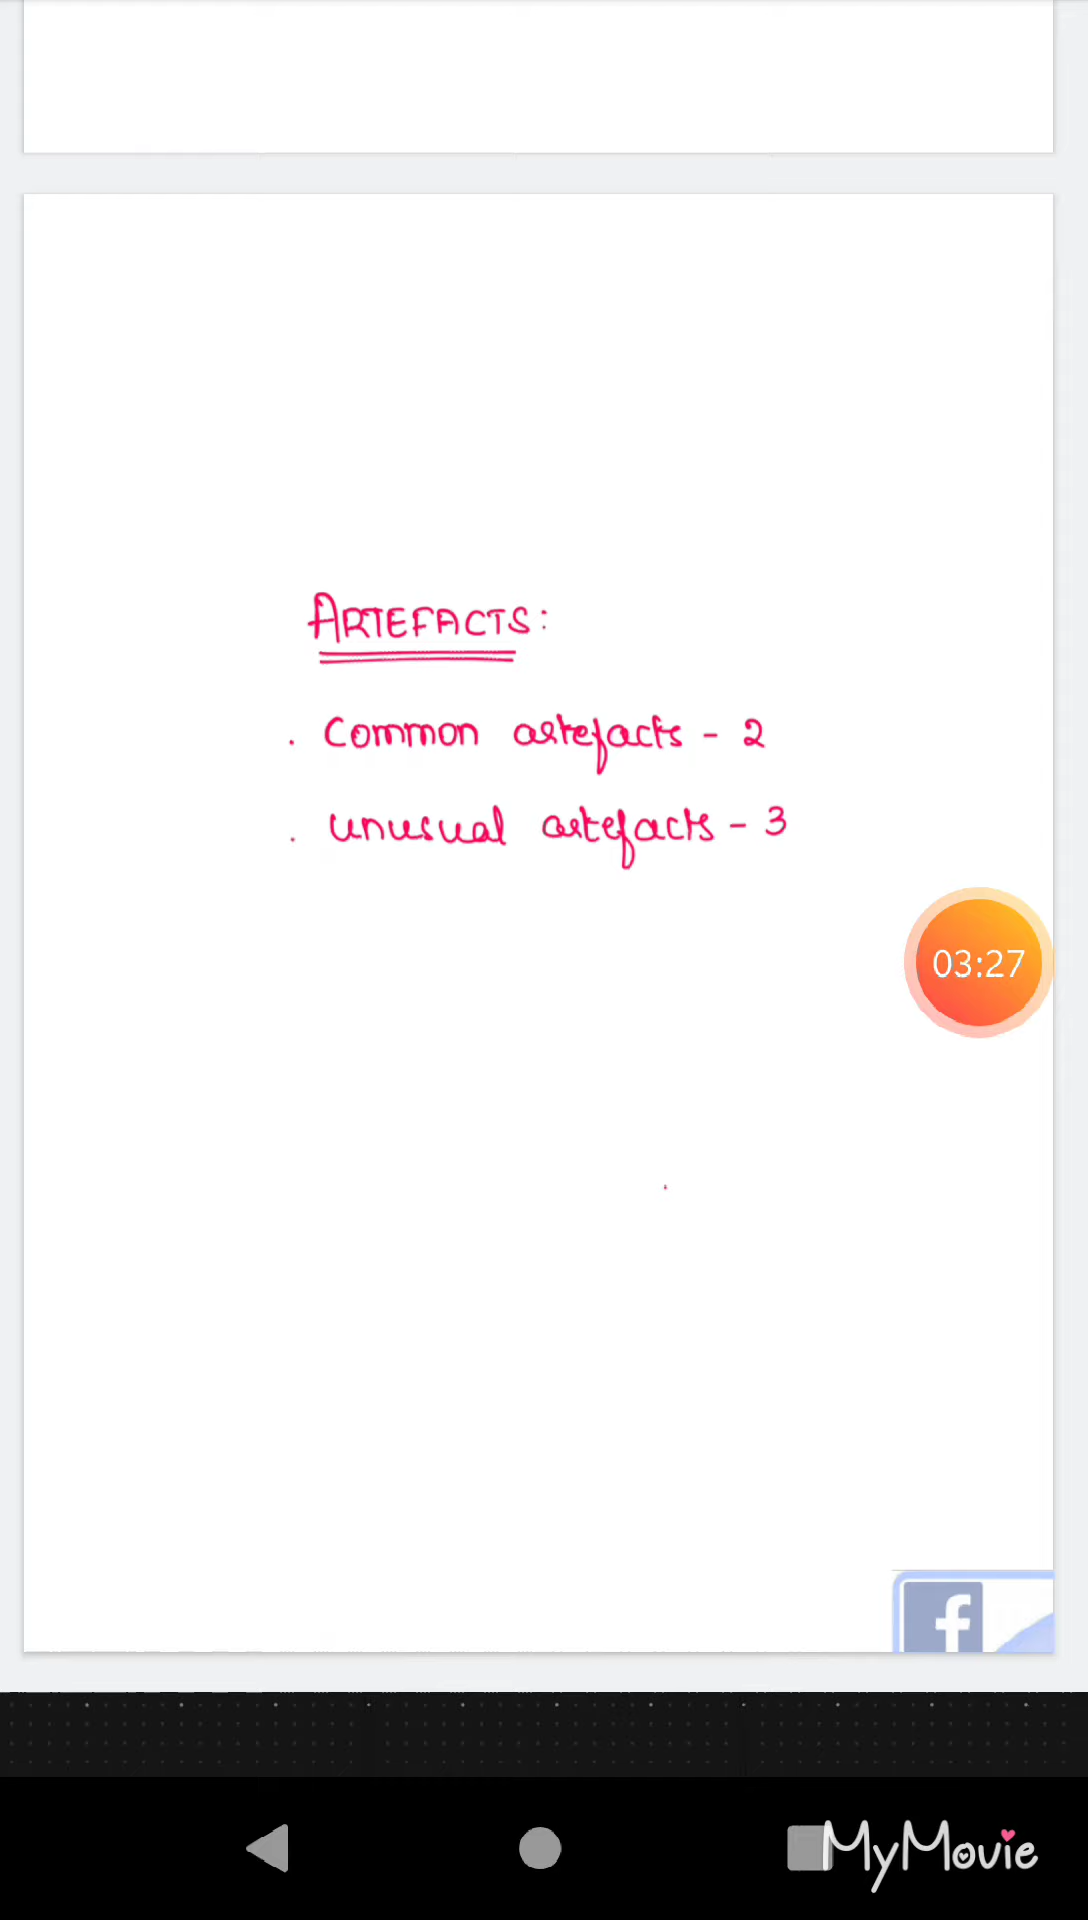 ARTEFACTS:
. Common artefacts - 2
. unusual artefacts - 3
03:27
f
MyMovie